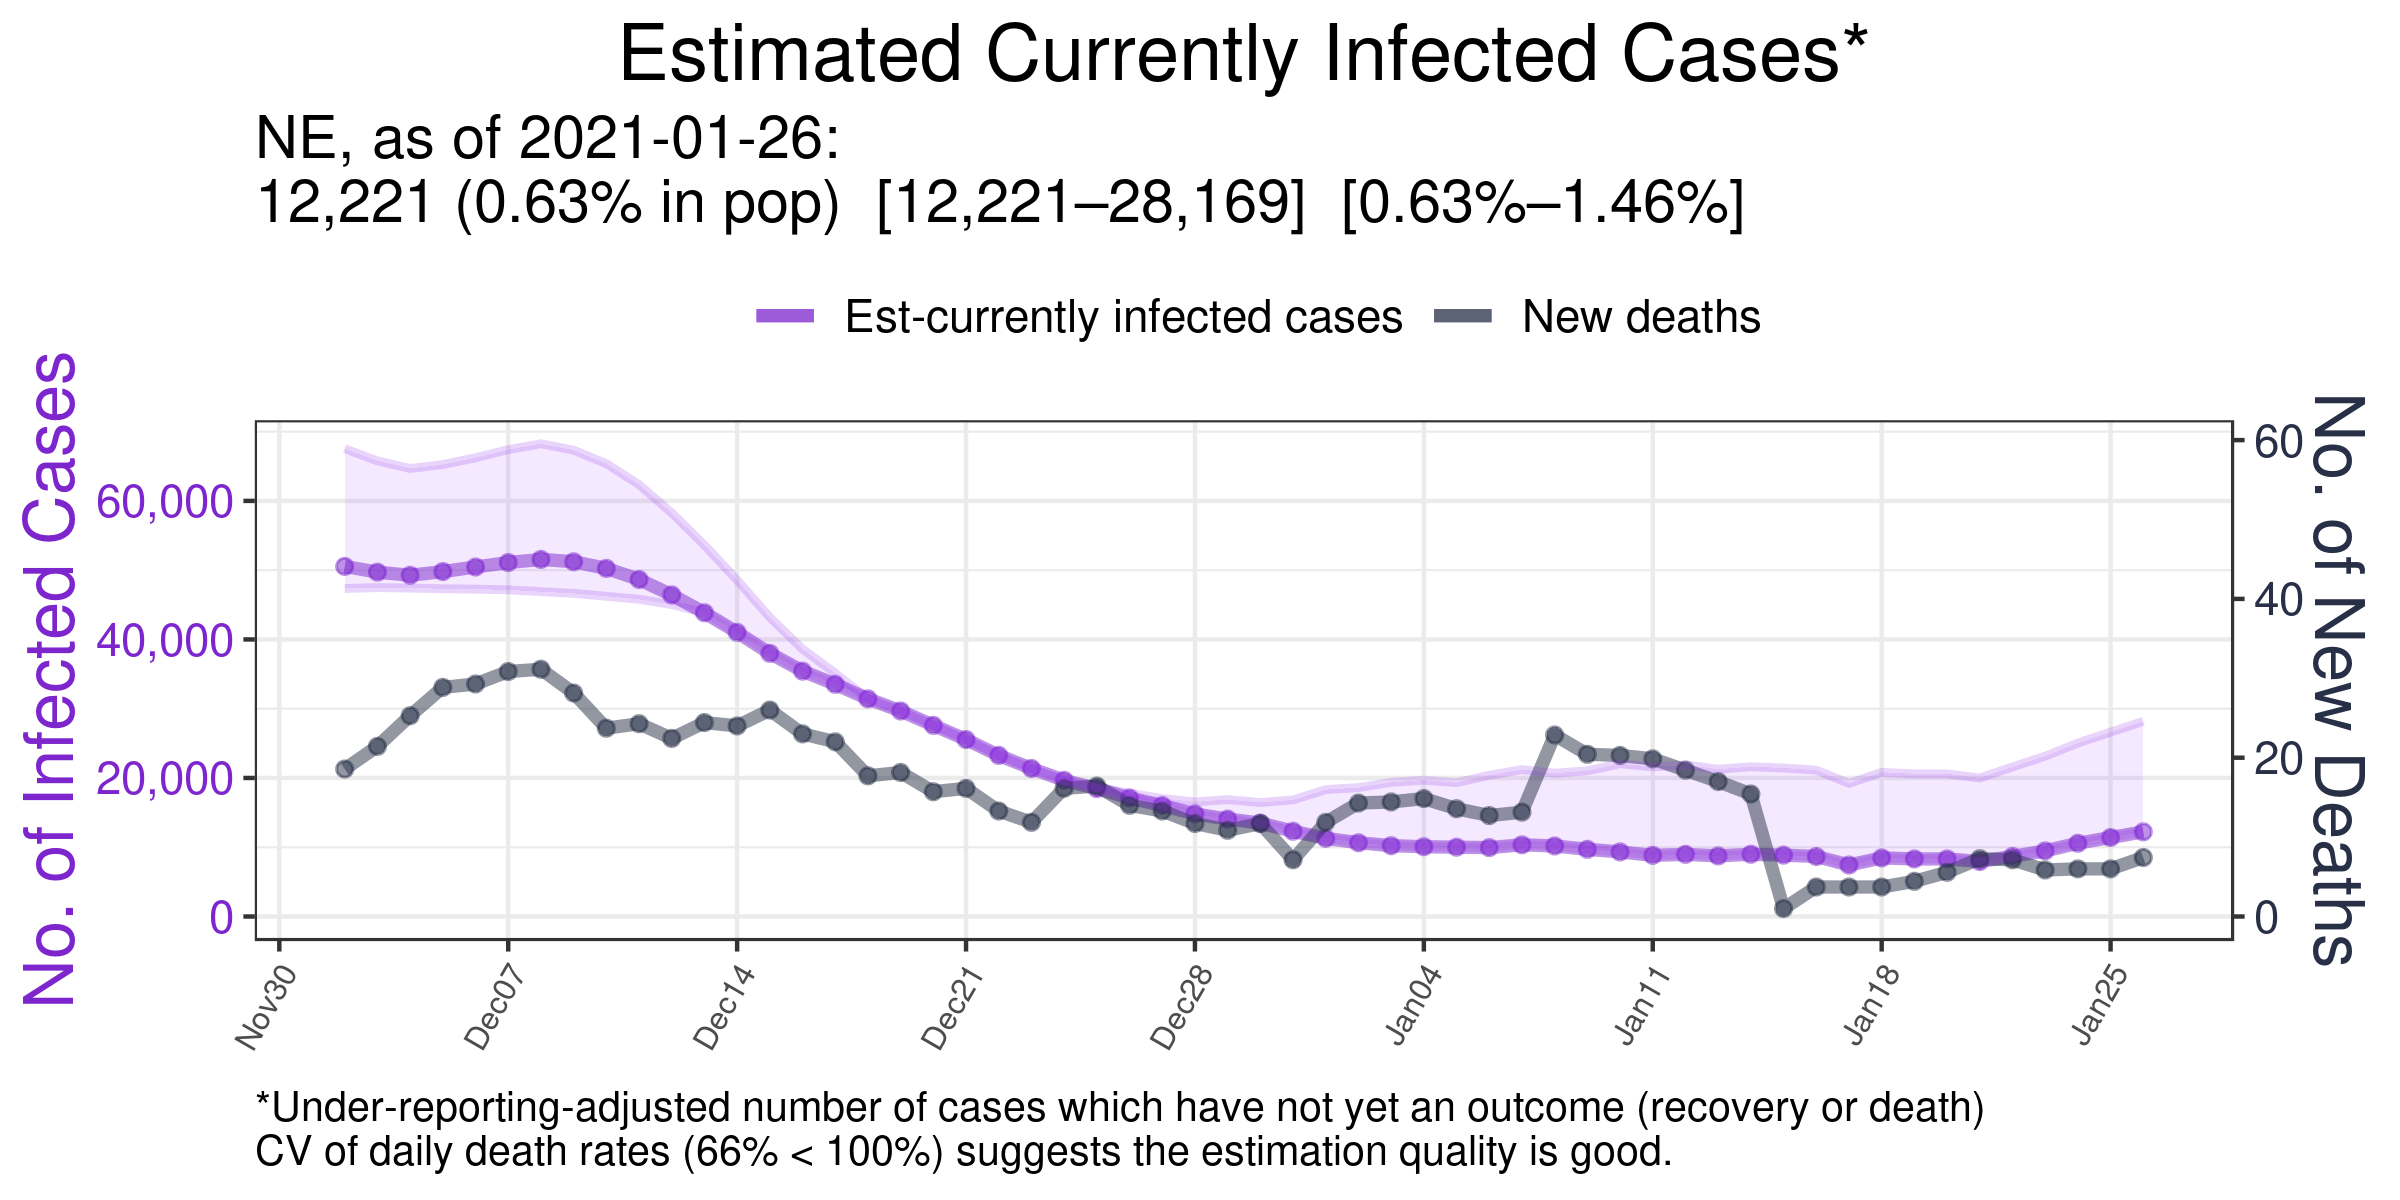 Estimated Currently Infected Cases*
NE, as of 2021-01-26:
12,221 (0.63% in pop)  [12,221–28,169]  [0.63%–1.46%]
Est-currently infected cases
New deaths
No. of Infected Cases
60,000
40,000
20,000
0
60
40
20
0
No. of New Deaths
Nov30
Dec07
Dec14
Dec21
Dec28
Jan04
Jan11
Jan18
Jan25
*Under-reporting-adjusted number of cases which have not yet an outcome (recovery or death)
CV of daily death rates (66% < 100%) suggests the estimation quality is good.